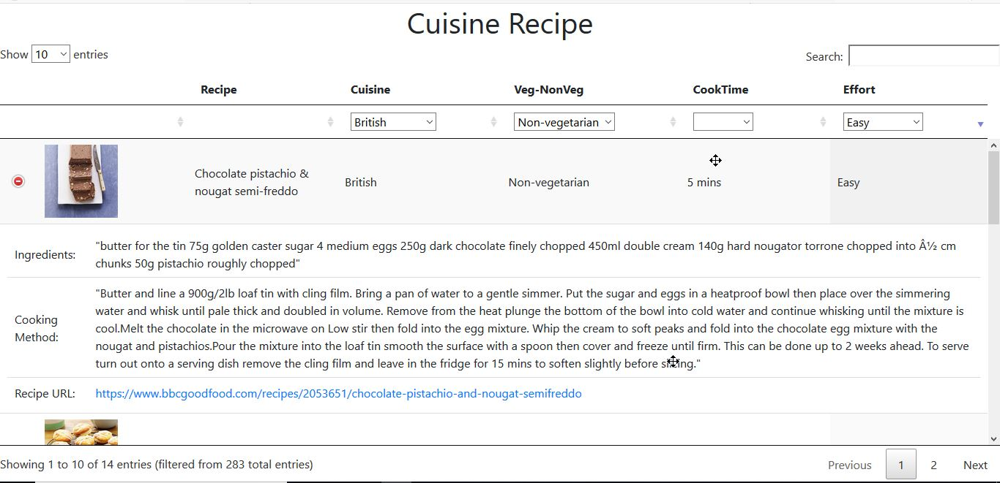 Cuisine Recipe
Show 10 entries
Search:
Recipe Cuisine Veg-NonVeg CookTime Effort
British Non-vegetarian Easy
Chocolate pistachio &
nougat semi-freddo
British Non-vegetarian 5 mins Easy
Ingredients:
"butter for the tin 75g golden caster sugar 4 medium eggs 250g dark chocolate finely chopped 450ml double cream 140g hard nougator torrone chopped into Â½ cm
chunks 50g pistachio roughly chopped"
Cooking
Method:
"Butter and line a 900g/2lb loaf tin with cling film. Bring a pan of water to a gentle simmer. Put the sugar and eggs in a heatproof bowl then place over the simmering
water and whisk until pale thick and doubled in volume. Remove from the heat plunge the bottom of the bowl into cold water and continue whisking until the mixture is
cool.Melt the chocolate in the microwave on Low stir then fold into the egg mixture. Whip the cream to soft peaks and fold into the chocolate egg mixture with the
nougat and pistachios.Pour the mixture into the loaf tin smooth the surface with a spoon then cover and freeze until firm. This can be done up to 2 weeks ahead. To serve
turn out onto a serving dish remove the cling film and leave in the fridge for 15 mins to soften slightly before
Recipe URL: https://www.bbcgoodfood.com/recipes/2053651/chocolate-pistachio-and-nougat-semifreddo
Showing 1 to 10 of 14 entries (filtered from 283 total entries)
Previous 1 2 Next